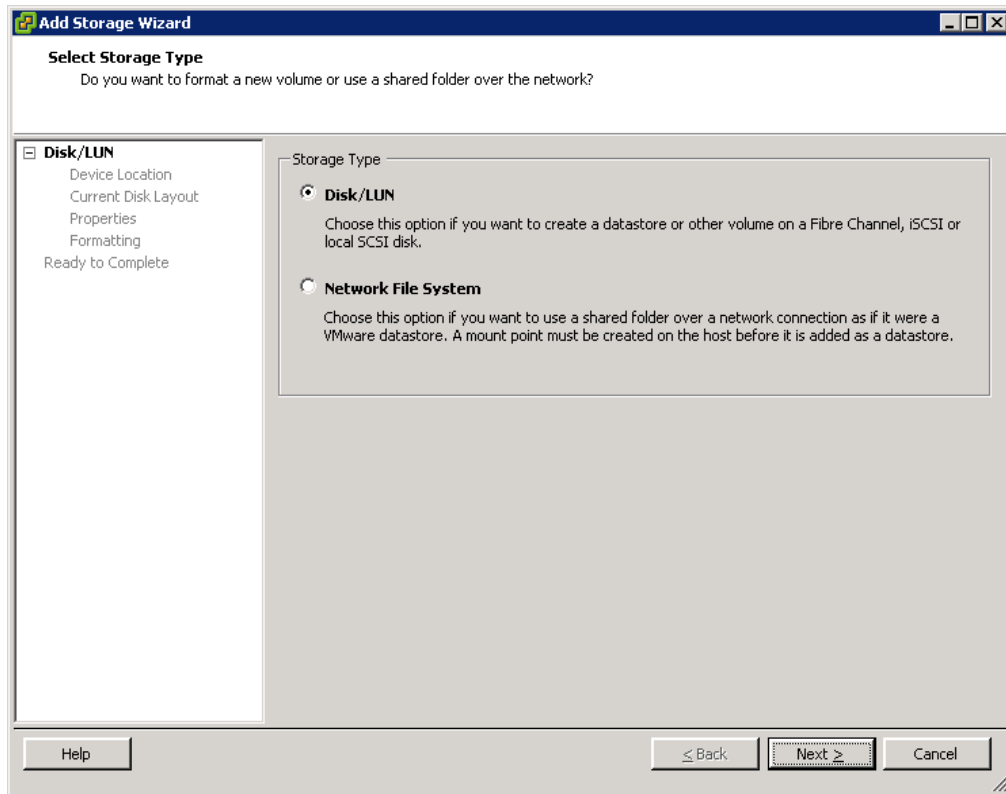 Add Storage Wizard
Select Storage Type
Do you want to format a new volume or use a shared folder over the network?
Disk/LUN
Device Location
Current Disk Layout
Properties
Formatting
Ready to Complete
Storage Type
Disk/LUN
Choose this option if you want to create a datastore or other volume on a Fibre Channel, iSCSI or
local SCSI disk.
Network File System
Choose this option if you want to use a shared folder over a network connection as if it were a
VMware datastore. A mount point must be created on the host before it is added as a datastore.
Help
< Back
Next >
Cancel